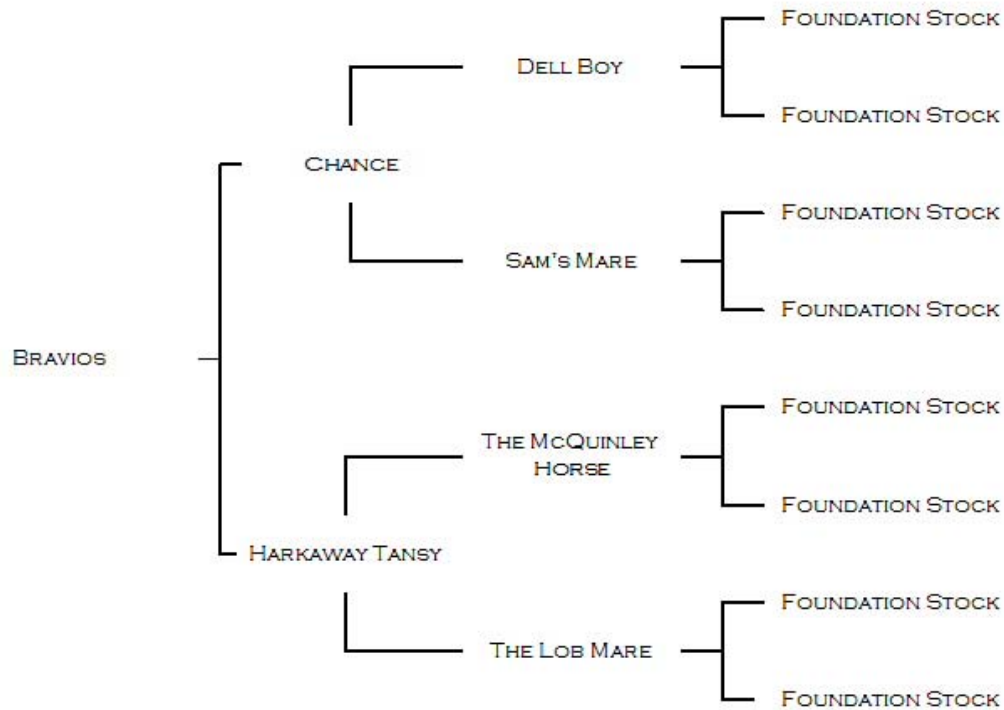 Foundation Stock
Dell Boy
Foundation Stock
Chance
Foundation Stock
Sam's Mare
Foundation Stock
Bravios
Foundation Stock
The McQuinley
Horse
Foundation Stock
Harkaway Tansy
Foundation Stock
The Lob Mare
Foundation Stock